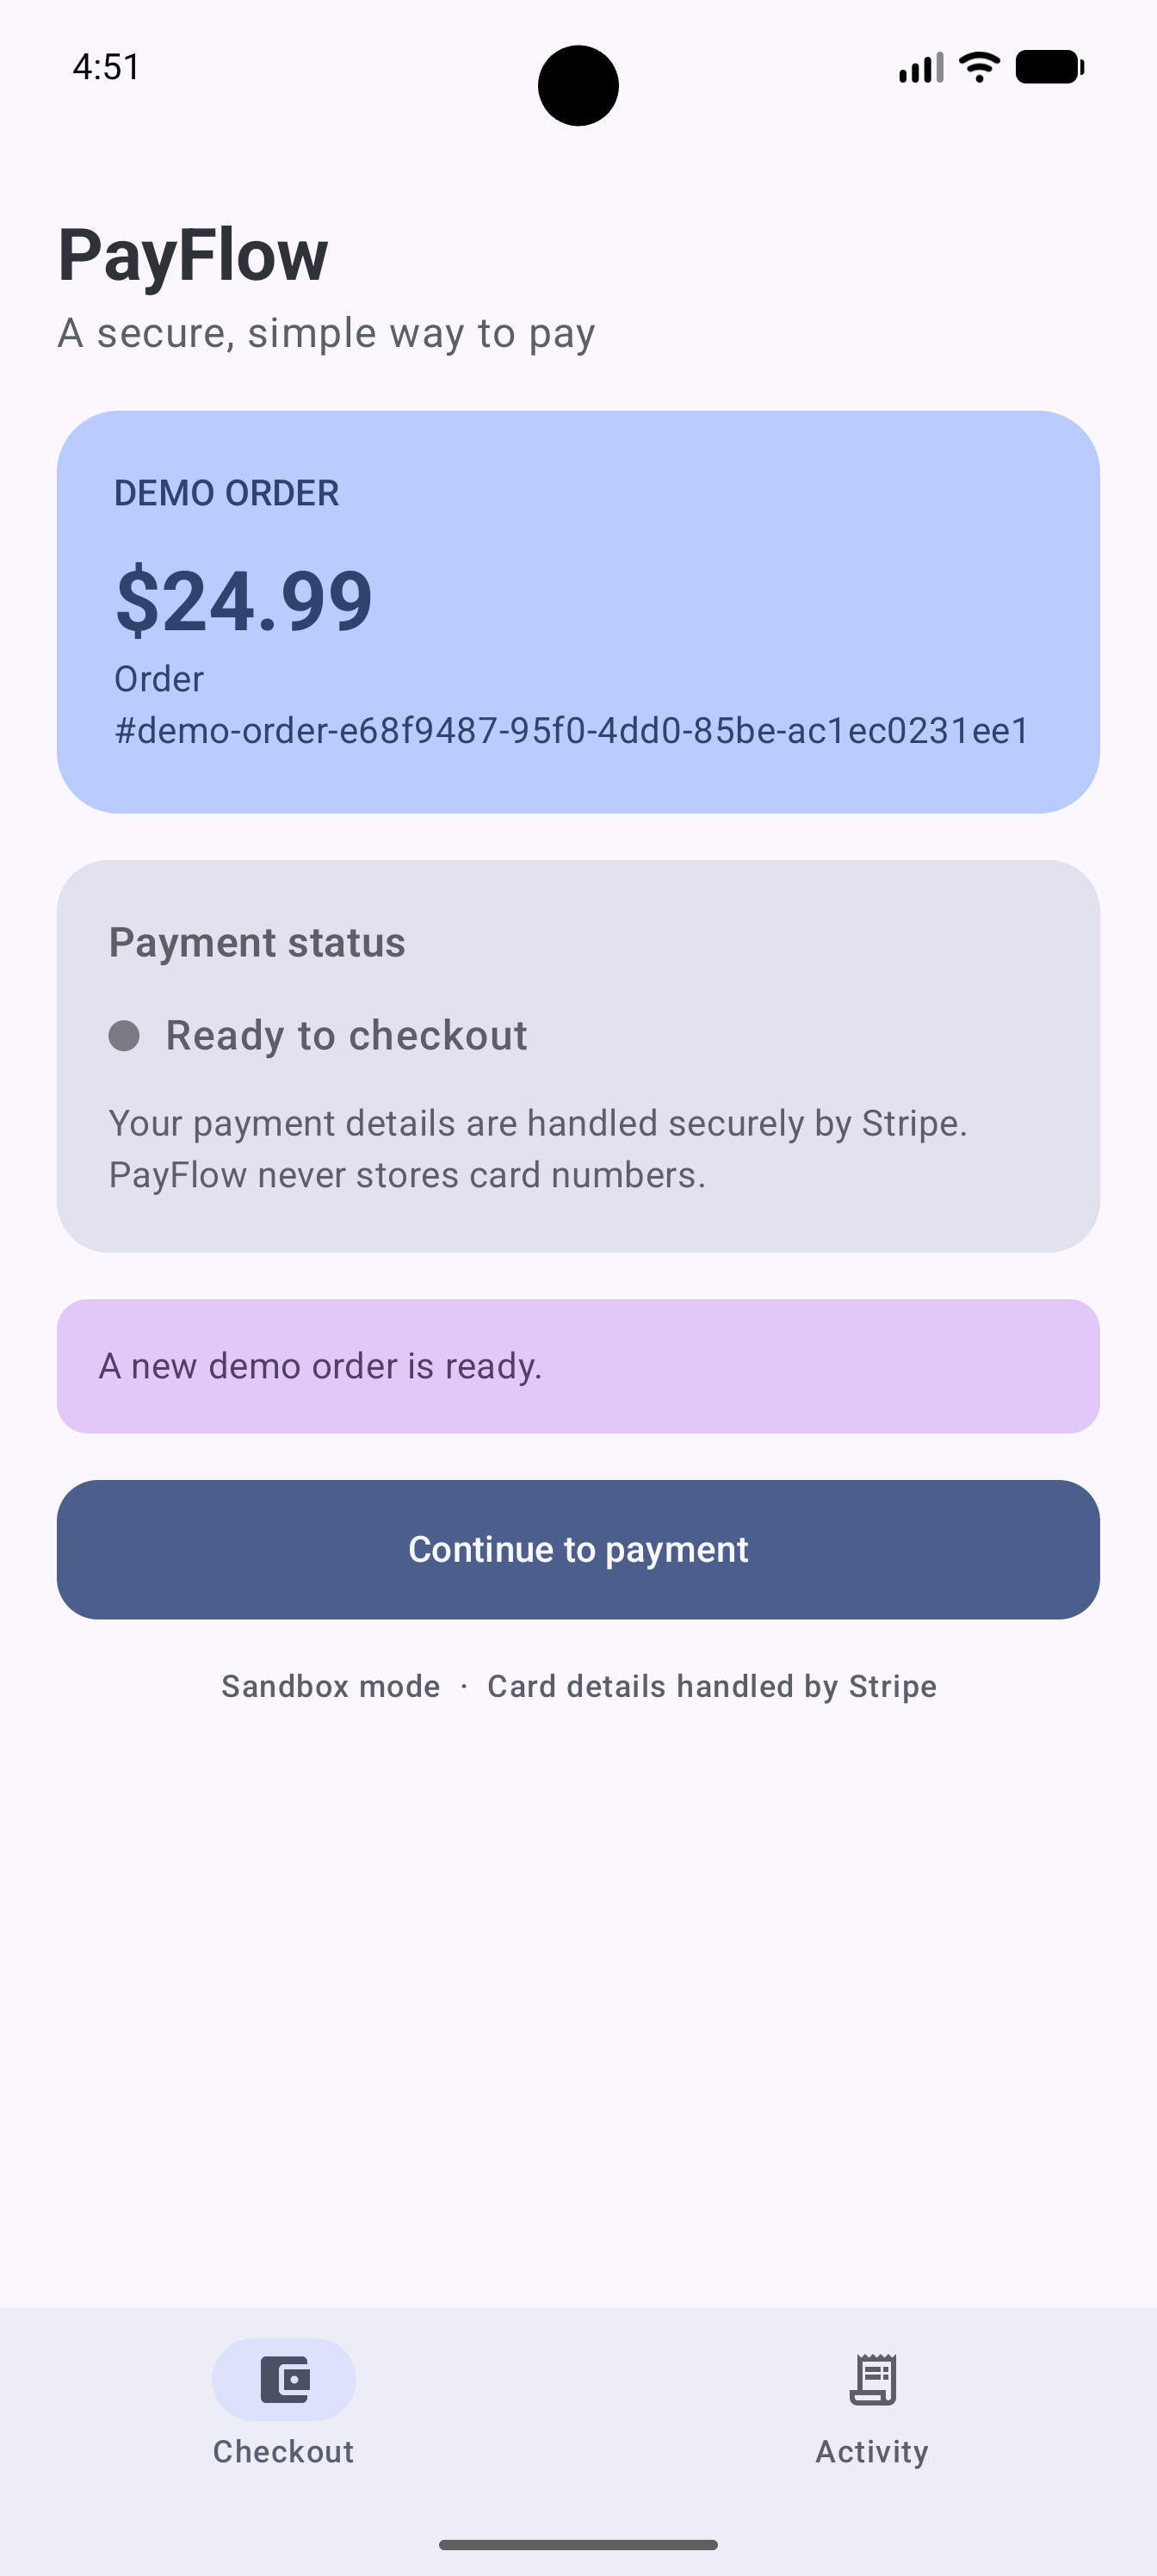 4:51
PayFlow
A secure, simple way to pay
DEMO ORDER
$24.99
Order
#demo-order-e68f9487-95f0-4dd0-85be-ac1ec0231ee1
Payment status
Ready to checkout
Your payment details are handled securely by Stripe.
PayFlow never stores card numbers.
A new demo order is ready.
Continue to payment
Sandbox mode · Card details handled by Stripe
Checkout
Activity